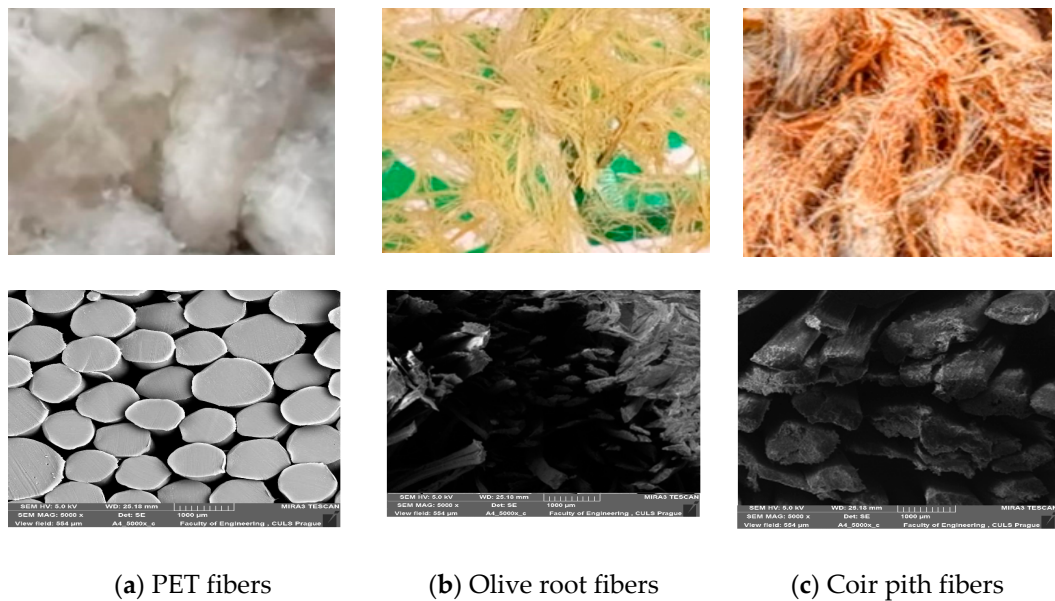 SEM HV: 5.0 kV WD: 25.18 mm MIRA3 TESCAN
SEM MAG: 5000 x Det: SE 1000 µm
View field: 554 µm A4_5000x_c Faculty of Engineering , CULS Prague
SEM HV: 5.0 kV WD: 25.18 mm MIRA3 TESCAN
SEM MAG: 5000 x Det: SE 1000 µm
View field: 554 µm A4_5000x_c Faculty of Engineering , CULS Prague
SEM HV: 5.0 kV WD: 25.18 mm MIRA3 TESCAN
SEM MAG: 5000 x Det: SE 1000 µm
View field: 554 µm A4_5000x_c Faculty of Engineering , CULS Prague
(a) PET fibers
(b) Olive root fibers
(c) Coir pith fibers